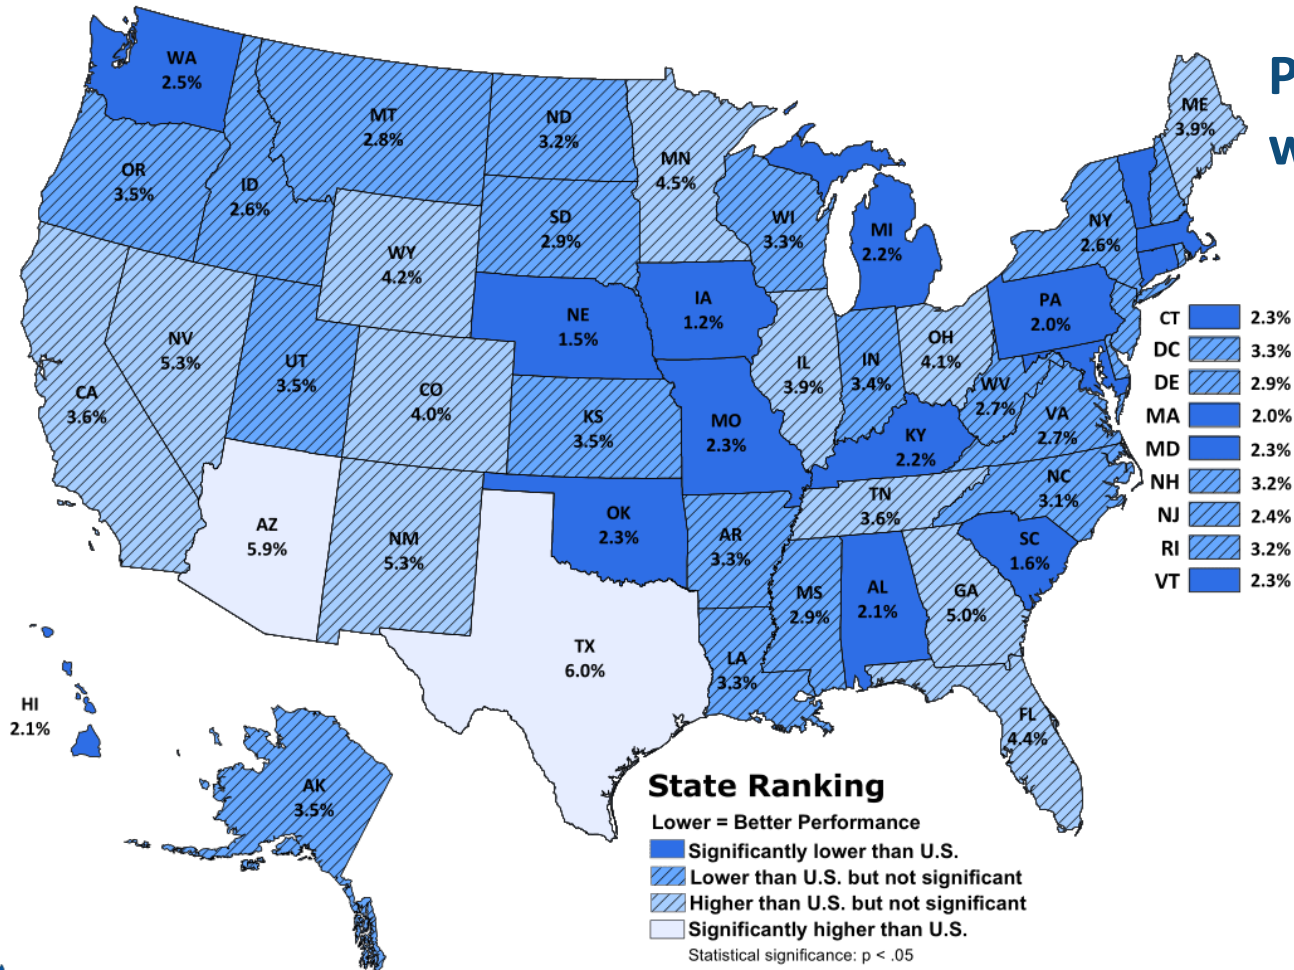 P
w
WA
2.5%
MT
2.8%
ND
3.2%
MN
4.5%
ME
3.9%
OR
3.5%
ID
2.6%
SD
2.9%
WI
3.3%
MI
2.2%
NY
2.6%
WY
4.2%
NE
1.5%
IA
1.2%
PA
2.0%
NV
5.3%
UT
3.5%
CO
4.0%
IL
3.9%
IN
3.4%
OH
4.1%
WV
2.7%
VA
2.7%
CA
3.6%
KS
3.5%
MO
2.3%
KY
2.2%
NC
3.1%
TN
3.6%
AZ
5.9%
NM
5.3%
OK
2.3%
AR
3.3%
SC
1.6%
MS
2.9%
AL
2.1%
GA
5.0%
TX
6.0%
LA
3.3%
FL
4.4%
HI
2.1%
AK
3.5%
CT 2.3%
DC 3.3%
DE 2.9%
MA 2.0%
MD 2.3%
NH 3.2%
NJ 2.4%
RI 3.2%
VT 2.3%
State Ranking
Lower = Better Performance
Significantly lower than U.S.
Lower than U.S. but not significant
Higher than U.S. but not significant
Significantly higher than U.S.
Statistical significance: p < .05